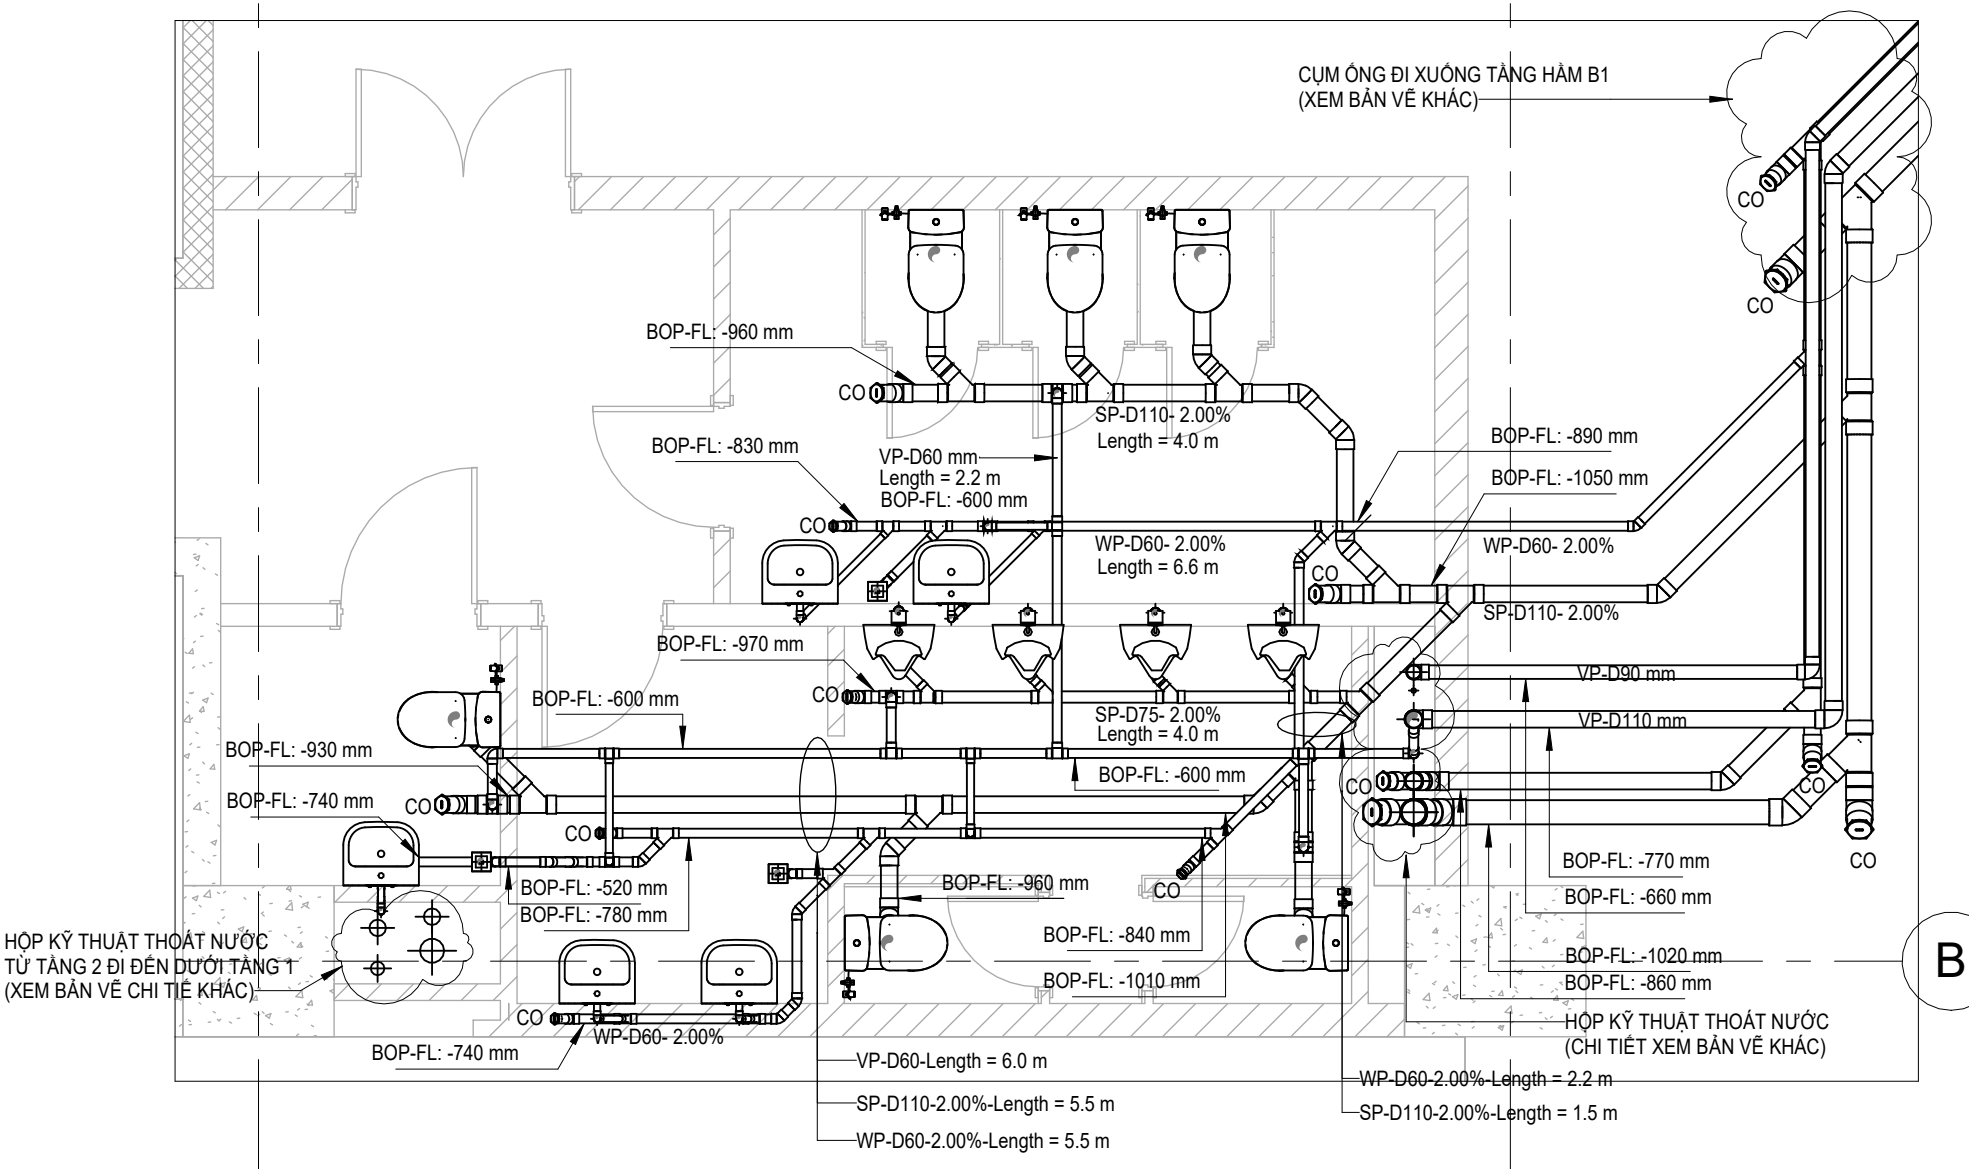 CỤM ỐNG ĐI XUỐNG TẦNG HẦM B1
(XEM BẢN VẼ KHÁC)
CO
CO
BOP-FL: -960 mm
CO
SP-D110- 2.00%
Length = 4.0 m
BOP-FL: -830 mm
VP-D60 mm
Length = 2.2 m
BOP-FL: -600 mm
BOP-FL: -890 mm
BOP-FL: -1050 mm
CO
WP-D60- 2.00%
Length = 6.6 m
WP-D60- 2.00%
CO
SP-D110- 2.00%
BOP-FL: -970 mm
CO
VP-D90 mm
BOP-FL: -600 mm
SP-D75- 2.00%
Length = 4.0 m
VP-D110 mm
BOP-FL: -930 mm
BOP-FL: -600 mm
CO
CO
BOP-FL: -740 mm
CO
CO
BOP-FL: -520 mm
BOP-FL: -780 mm
BOP-FL: -960 mm
CO
BOP-FL: -770 mm
CO
BOP-FL: -660 mm
BOP-FL: -840 mm
BOP-FL: -1010 mm
BOP-FL: -1020 mm
BOP-FL: -860 mm
B
HỘP KỸ THUẬT THOÁT NƯỚC
TỪ TẦNG 2 ĐI ĐẾN DƯỚI TẦNG 1
(XEM BẢN VẼ CHI TIẾ KHÁC)
CO
WP-D60- 2.00%
BOP-FL: -740 mm
HỘP KỸ THUẬT THOÁT NƯỚC
(CHI TIẾT XEM BẢN VẼ KHÁC)
VP-D60-Length = 6.0 m
SP-D110-2.00%-Length = 5.5 m
WP-D60-2.00%-Length = 5.5 m
WP-D60-2.00%-Length = 2.2 m
SP-D110-2.00%-Length = 1.5 m